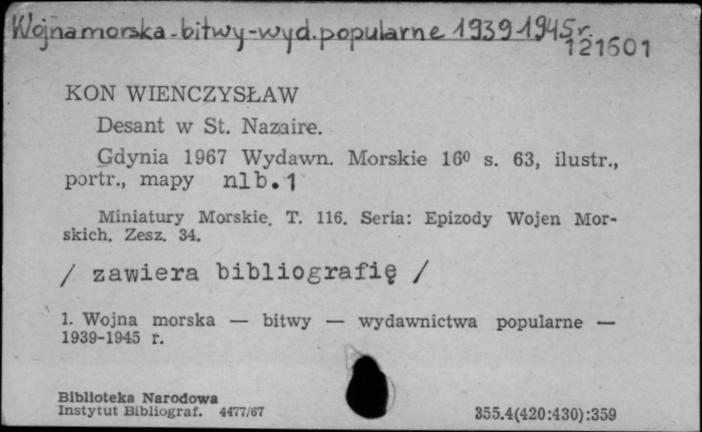 Wojna morska - bitwy - wyd. popularne 1939-1945 r.
121601
KON WIENCZYSŁAW
Desant w St. Nazaire.
Gdynia 1967 Wydawn. Morskie 16⁰ s. 63, ilustr.,
portr., mapy nlb.1
Miniatury Morskie. T. 116. Seria: Epizody Wojen Mor-
skich. Zesz. 34.
/ zawiera bibliografię /
1. Wojna morska — bitwy — wydawnictwa popularne —
1939-1945 r.
Biblioteka Narodowa
Instytut Bibliograf. 4477/67
355.4(420:430):359